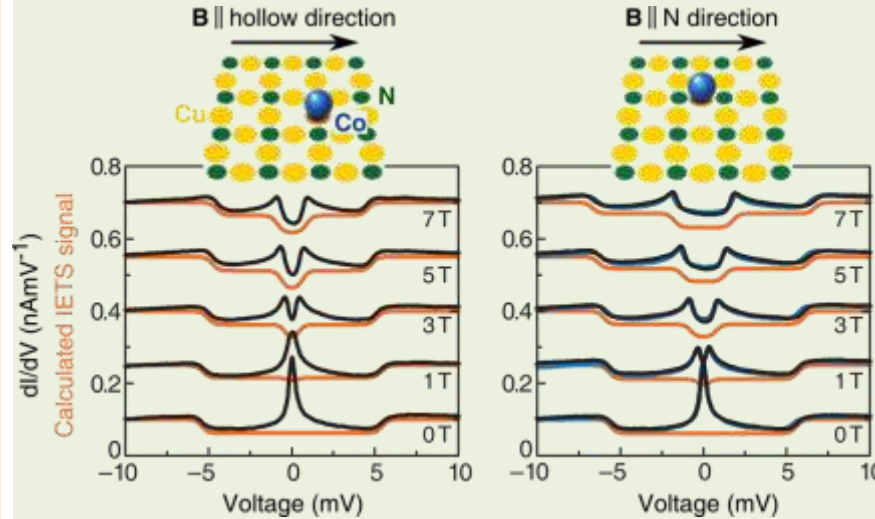 B || hollow direction
B || N direction
Cu
N
Co
dI/dV (nAmV⁻¹)
Calculated IETS signal
0.8
0.6
0.4
0.2
0
7T
5T
3T
1T
0T
−10 −5 0 5 10
Voltage (mV)
0.8
0.6
0.4
0.2
0
7T
5T
3T
1T
0T
−10 −5 0 5 10
Voltage (mV)